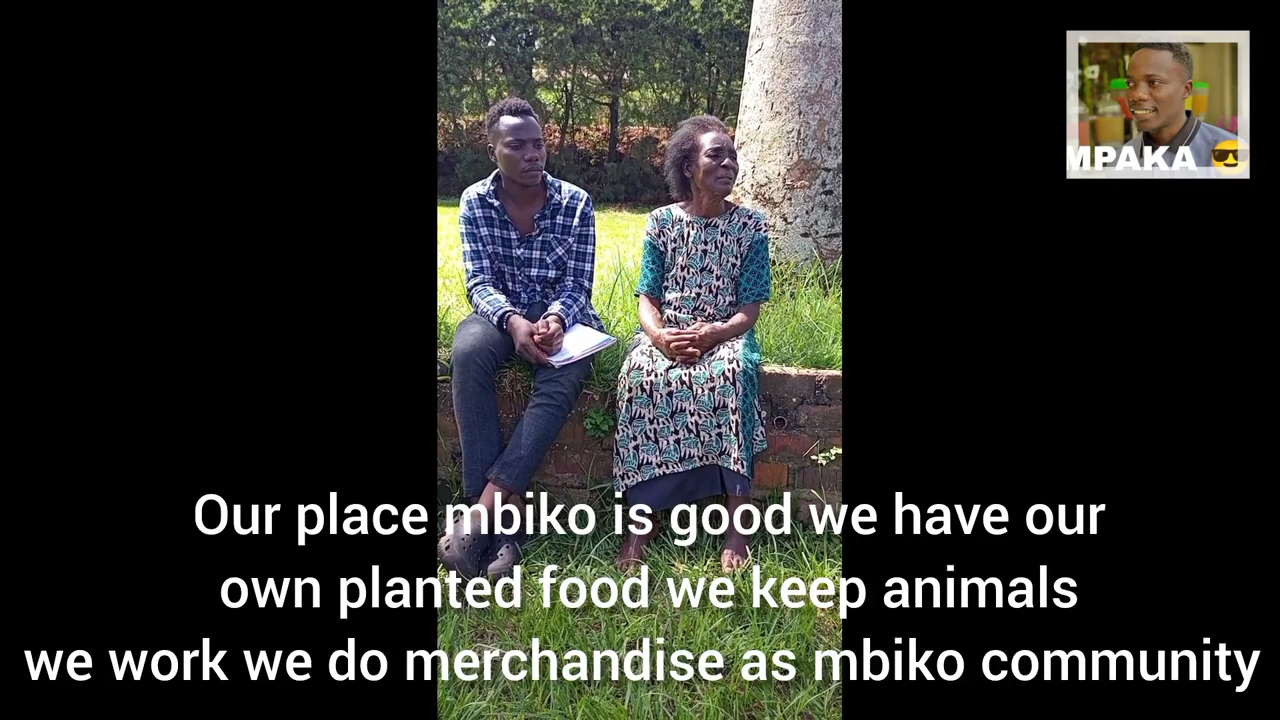 MPAKA
Our place mbiko is good we have our
own planted food we keep animals
we work we do merchandise as mbiko community